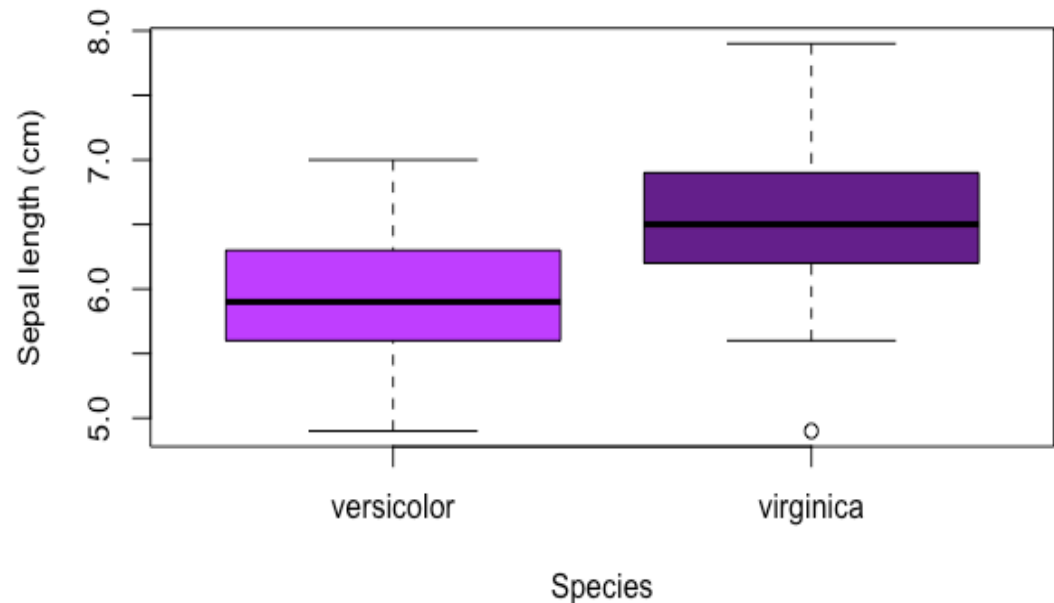 Sepal length (cm)
8.0
7.0
6.0
5.0
versicolor
virginica
Species